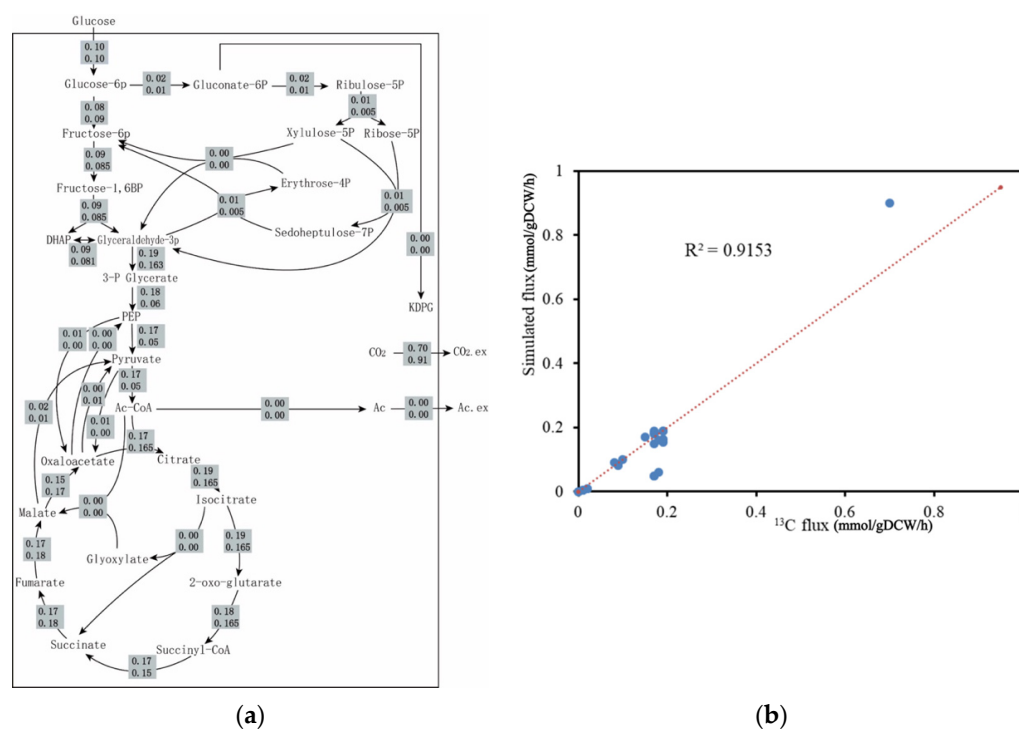 Glucose
0.10
0.10
Glucose-6p
0.02
0.01
Gluconate-6P
0.02
0.01
Ribulose-5P
0.08
0.09
0.01
0.005
Fructose-6p
Xylulose-5P
Ribose-5P
0.09
0.085
0.00
0.00
Fructose-1,6BP
Erythrose-4P
0.09
0.085
0.01
0.005
0.01
0.005
Sedoheptulose-7P
DHAP
Glyceraldehyde-3p
0.09
0.081
0.19
0.163
0.00
0.00
3-P Glycerate
0.18
0.06
KDPG
PEP
0.01
0.00
0.00
0.00
0.17
0.05
CO₂
0.70
0.91
CO₂.ex
Pyruvate
0.00
0.01
0.17
0.05
0.02
0.01
Ac-CoA
0.00
0.00
Ac
0.00
0.00
Ac.ex
0.01
0.00
0.17
0.165
Oxaloacetate
Citrate
0.15
0.17
0.19
0.165
Isocitrate
0.00
0.00
Malate
0.00
0.00
0.19
0.165
0.17
0.18
Glyoxylate
Fumarate
2-oxo-glutarate
0.17
0.18
0.18
0.165
Succinate
Succinyl-CoA
0.17
0.15
(a)
Simulated flux (mmol/gDCW/h)
1
0.8
0.6
0.4
0.2
0
R² = 0.9153
0
0.2
0.4
0.6
0.8
¹³C flux (mmol/gDCW/h)
(b)